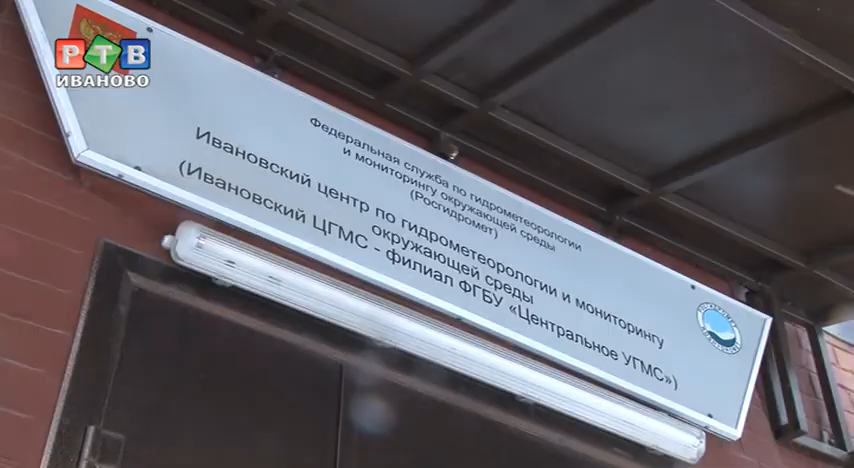 РТВ
ИВАНОВО
Федеральная служба по гидрометеорологии
и мониторингу окружающей среды
(Росгидромет)
Ивановский центр по гидрометеорологии и мониторингу
окружающей среды
(Ивановский ЦГМС - филиал ФГБУ «Центральное УГМС»)